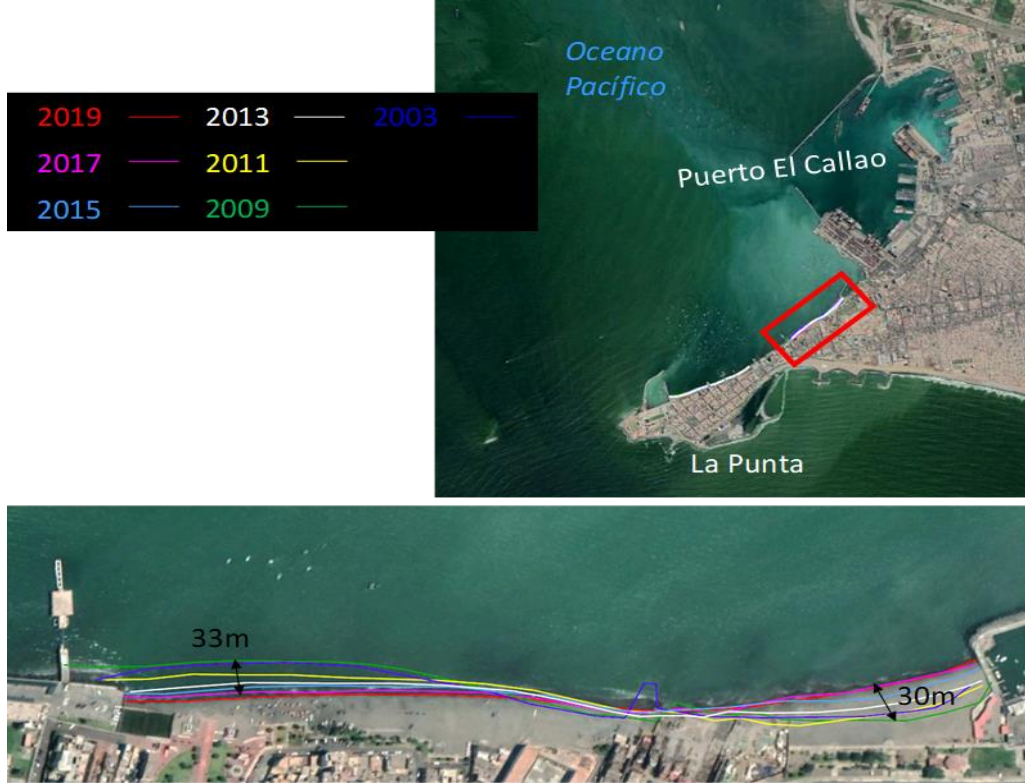 Oceano
Pacífico
2019 2013 2003
2017 2011
2015 2009
Puerto El Callao
La Punta
33m
30m